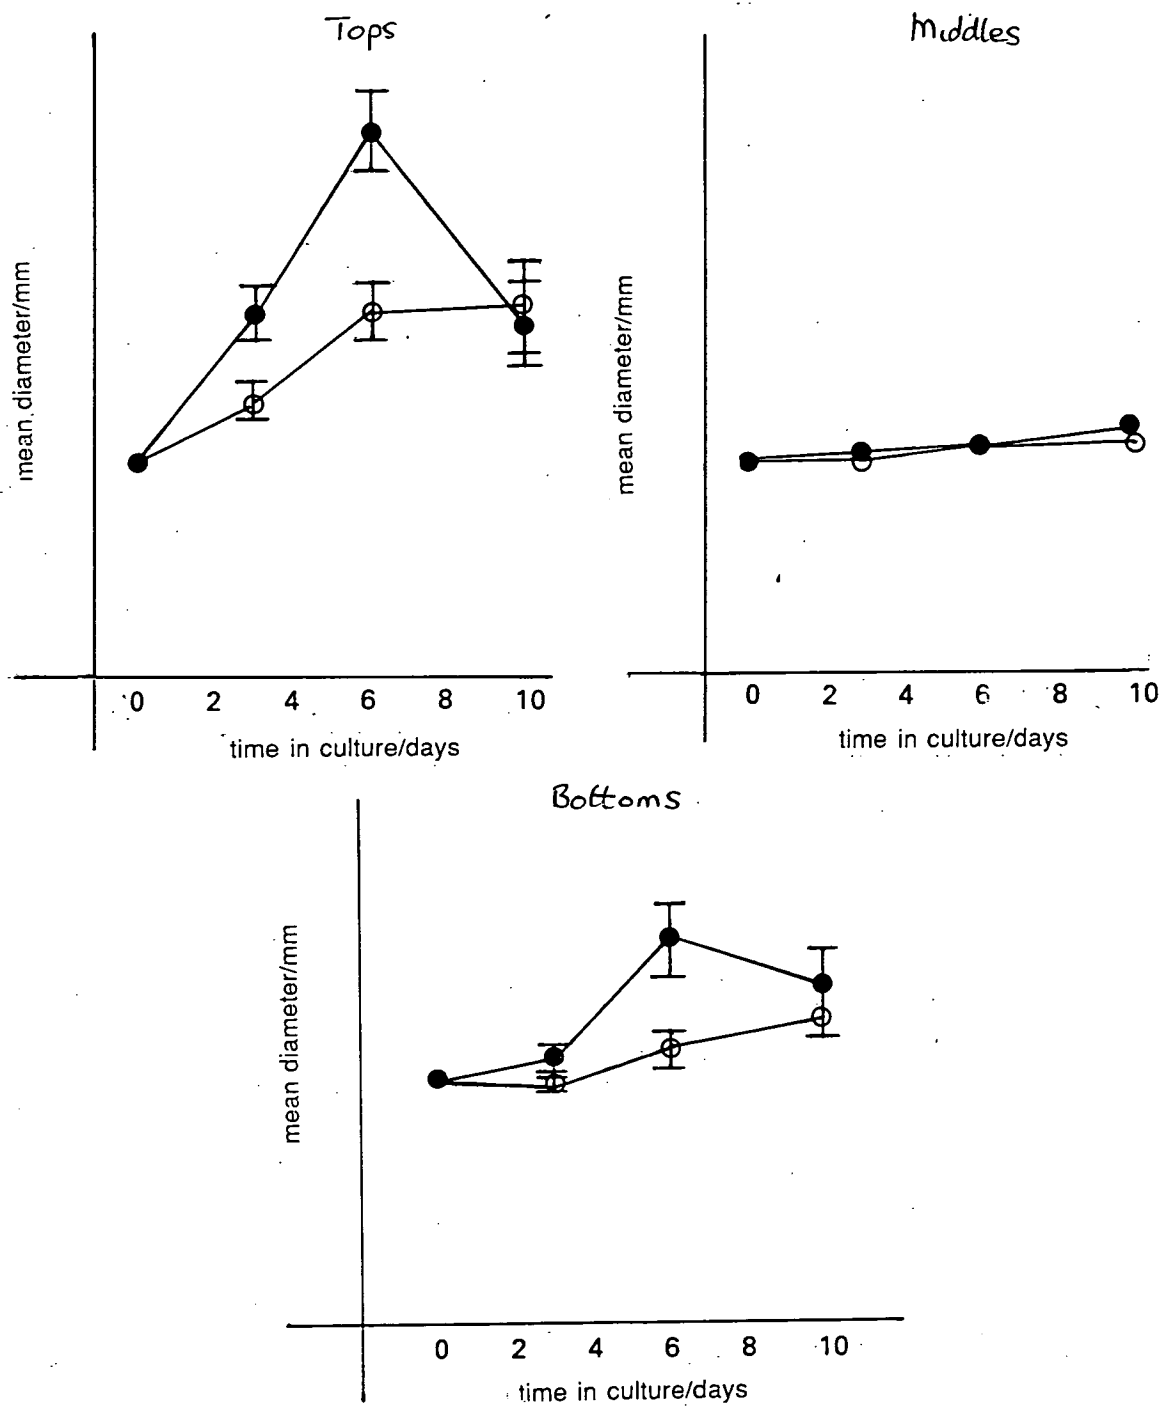 Tops
mean diameter/mm
0 2 4 6 8 10
time in culture/days
Middles
mean diameter/mm
0 2 4 6 8 10
time in culture/days
Bottoms
mean diameter/mm
0 2 4 6 8 10
time in culture/days